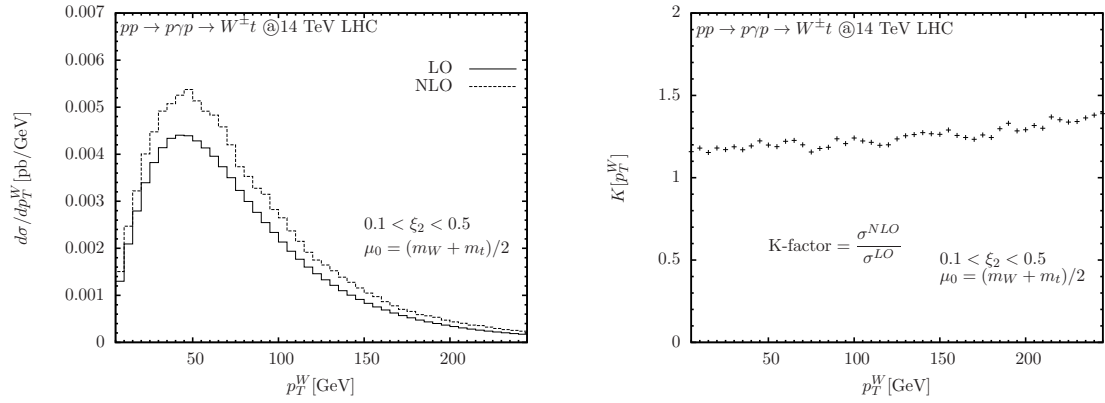 pp → pγp → W±t @14 TeV LHC
LO
NLO
0.1 < ξ2 < 0.5
μ0 = (mW + mt)/2
dσ/dp_T^W[pb/GeV]
0.007
0.006
0.005
0.004
0.003
0.002
0.001
0
50
100
150
200
p_T^W[GeV]
pp → pγp → W±t @14 TeV LHC
K-factor = σ^NLO/σ^LO
0.1 < ξ2 < 0.5
μ0 = (mW + mt)/2
K[p_T^W]
2
1.5
1
0.5
0
50
100
150
200
p_T^W[GeV]